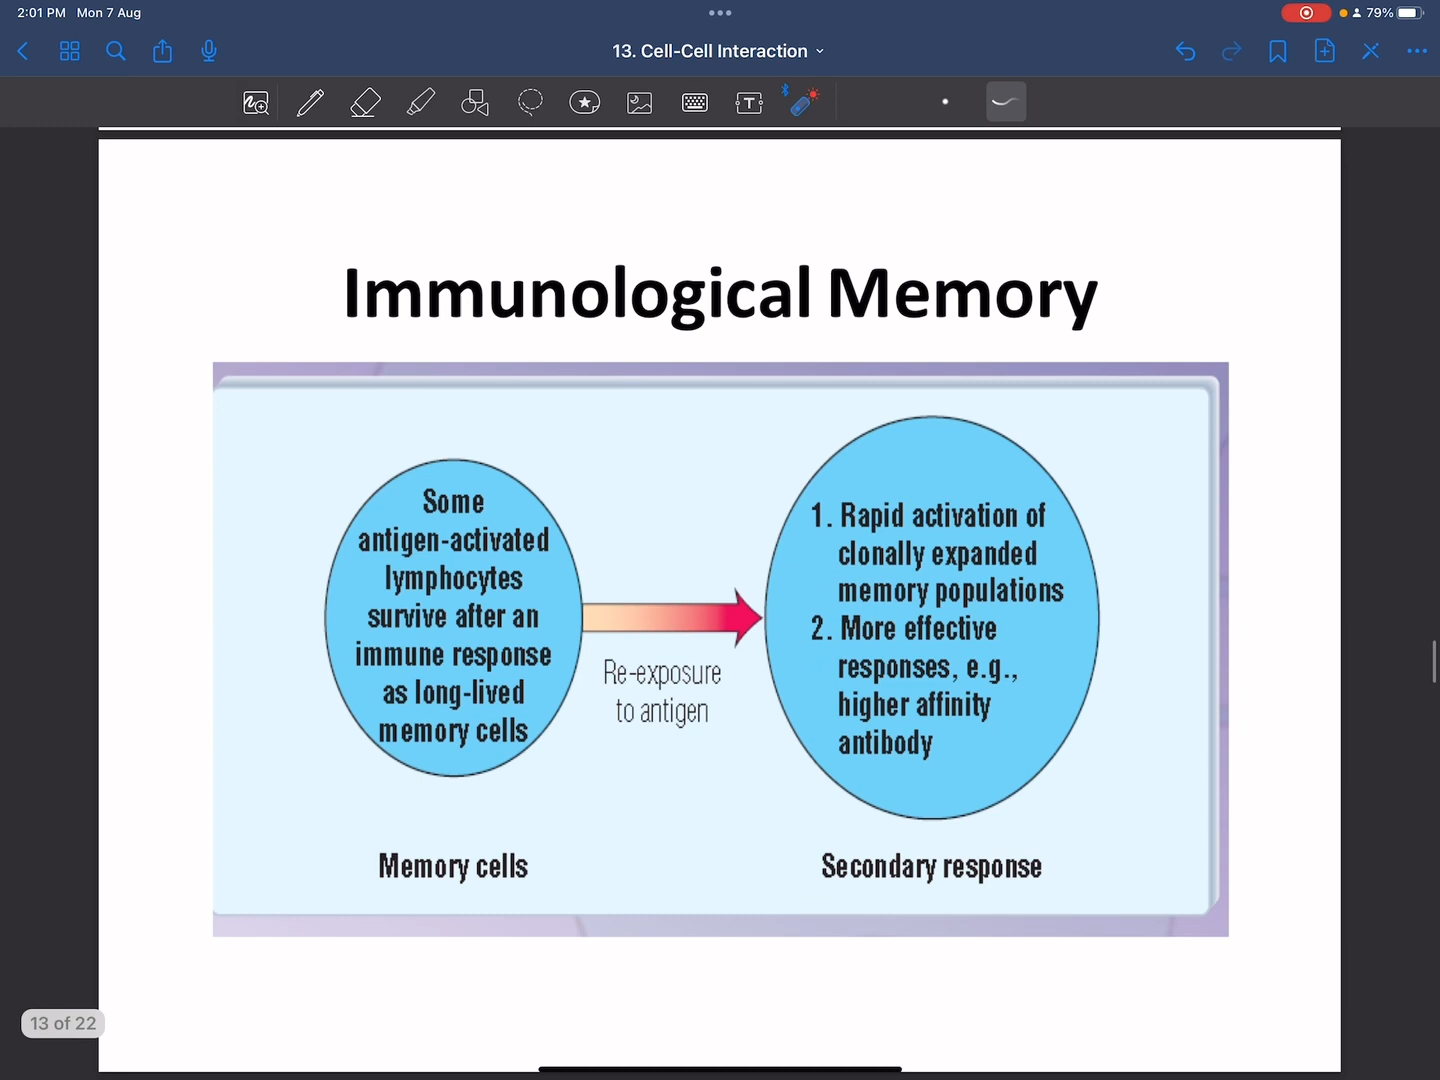 2:01 PM Mon 7 Aug
79%
13. Cell-Cell Interaction
T
Immunological Memory
Some
antigen-activated
lymphocytes
survive after an
immune response
as long-lived
memory cells
Re-exposure
to antigen
1. Rapid activation of
clonally expanded
memory populations
2. More effective
responses, e.g.,
higher affinity
antibody
Memory cells
Secondary response
13 of 22